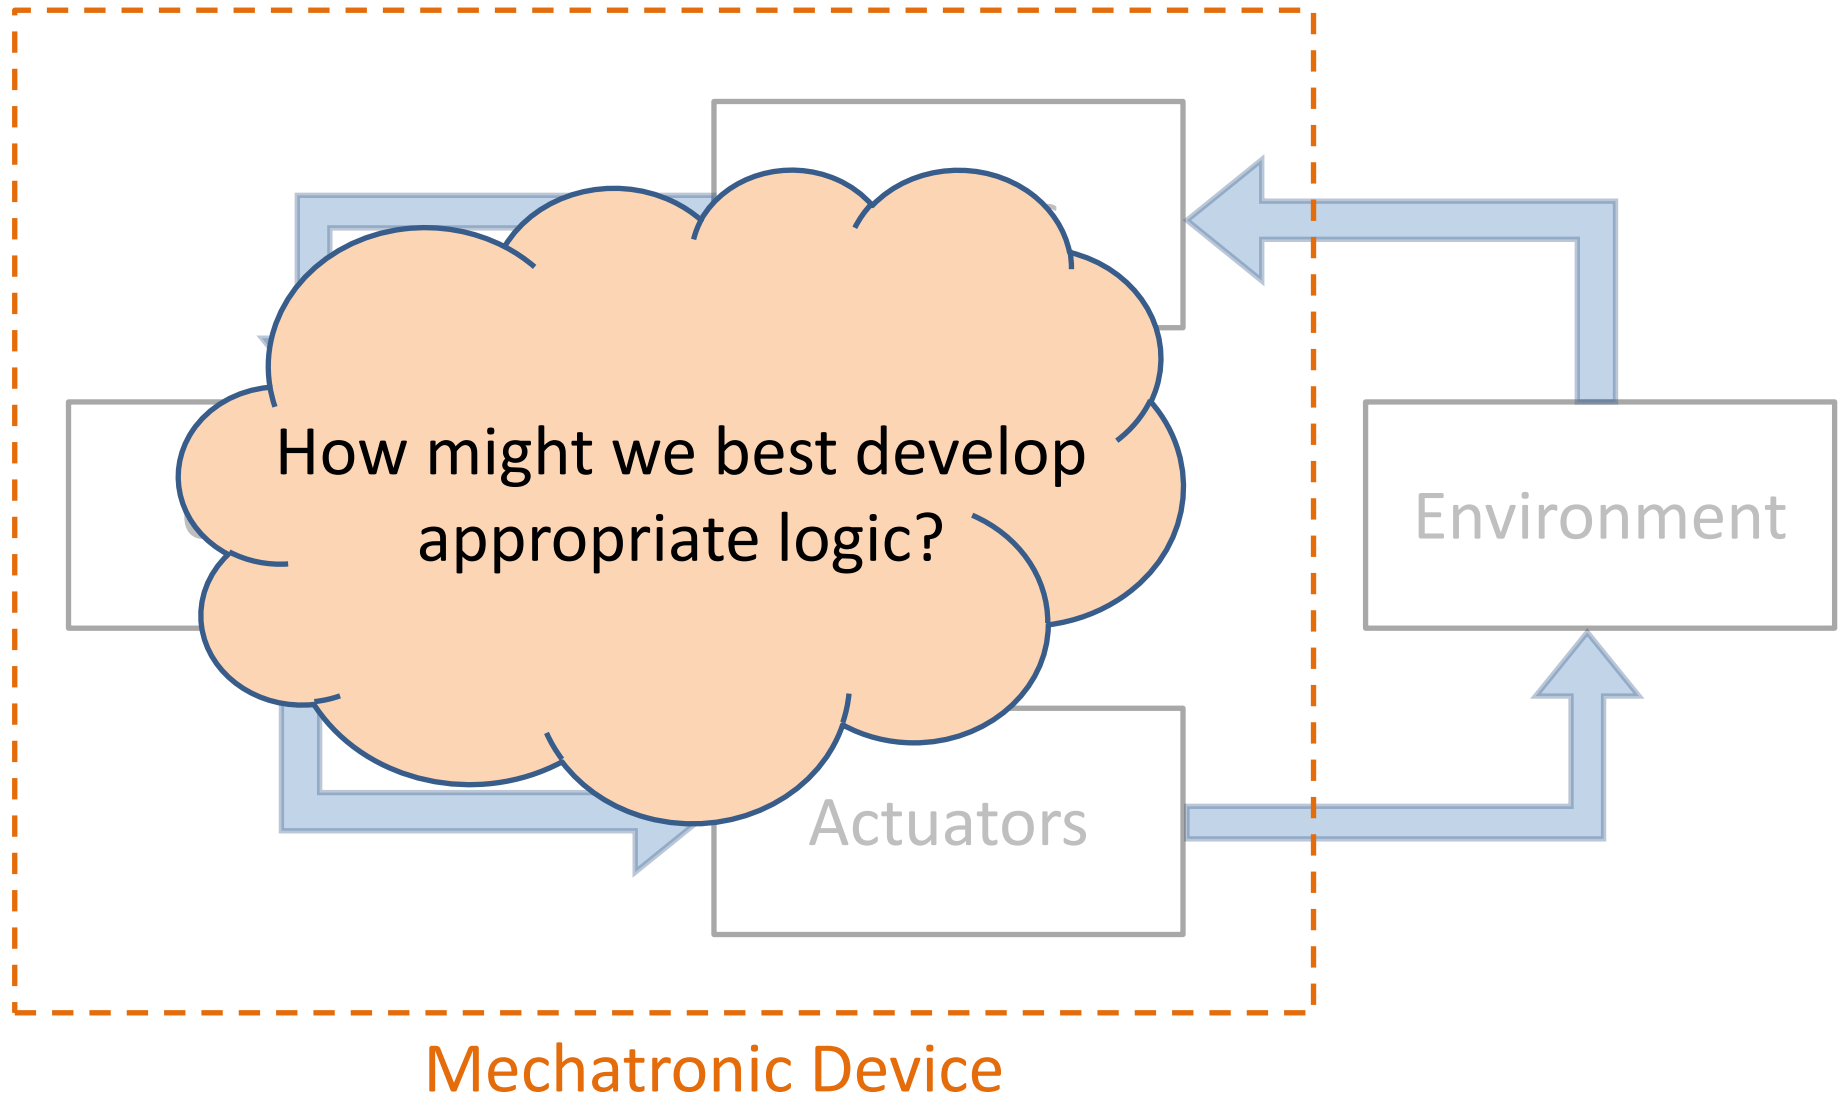 How might we best develop
appropriate logic?
Environment
Actuators
Mechatronic Device